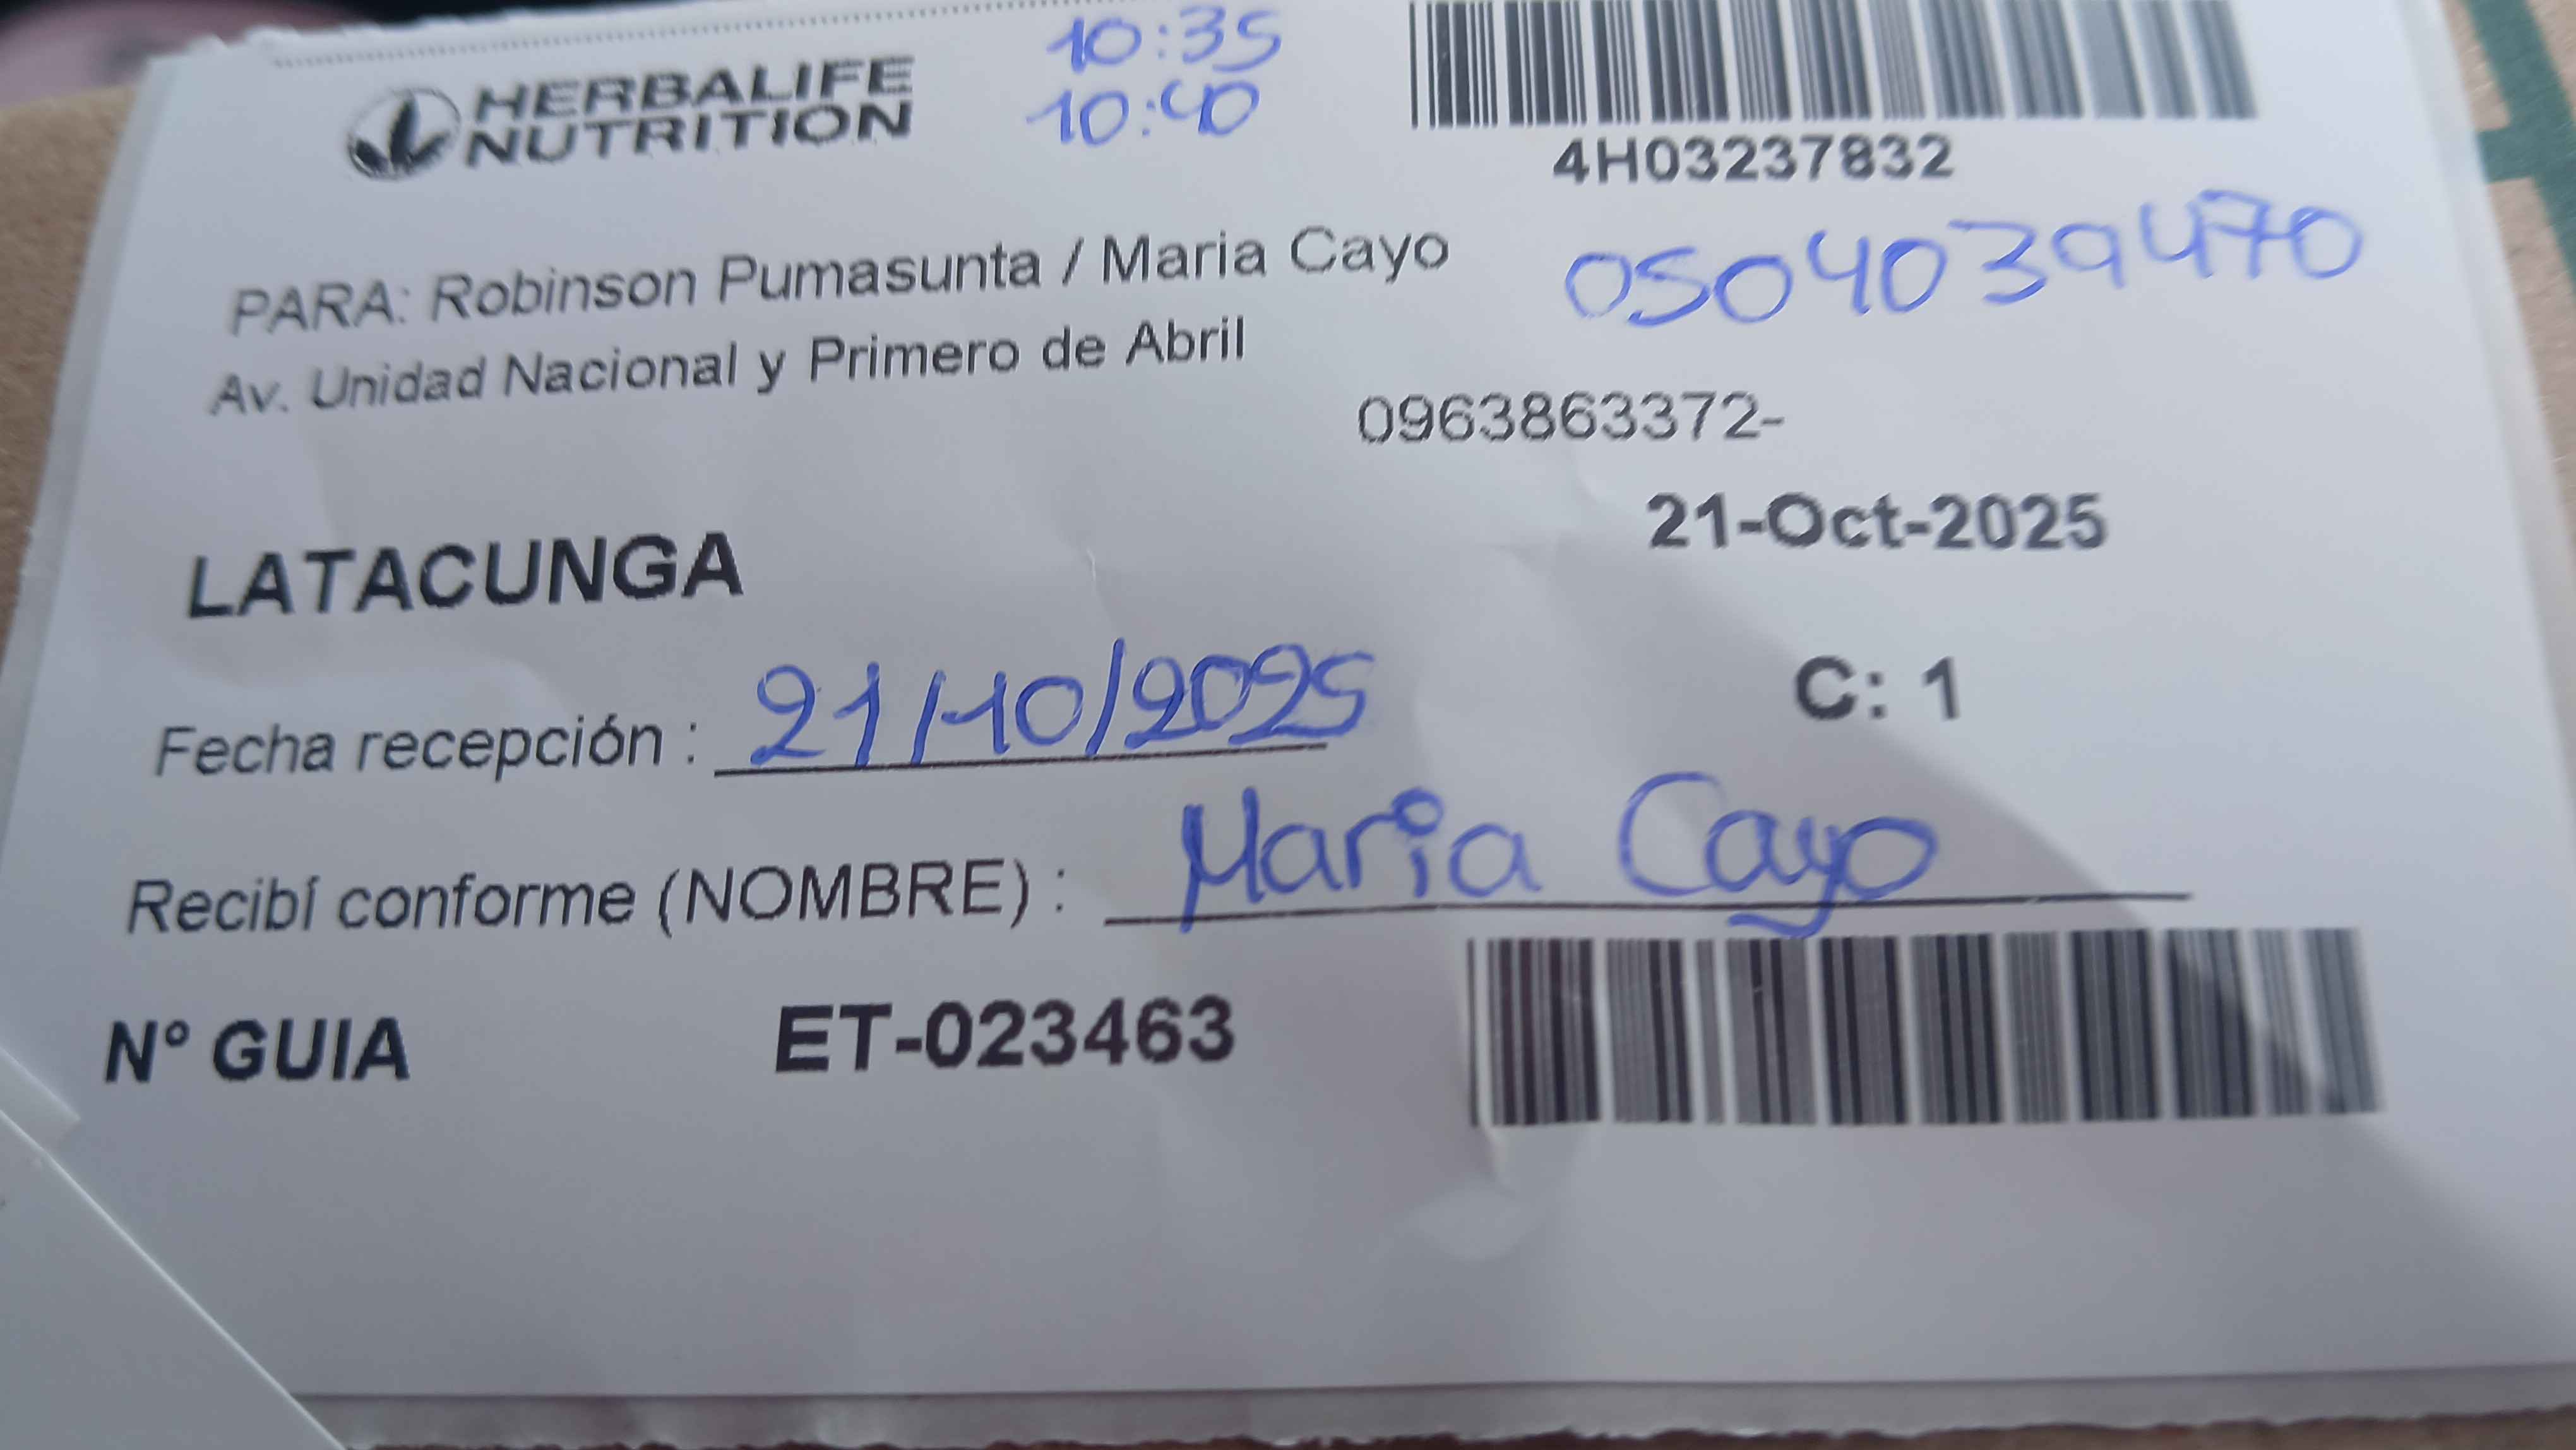 HERBALIFE
NUTRITION
10:35
10:40
4H03237832
PARA: Robinson Pumasunta / Maria Cayo
0504039470
Av. Unidad Nacional y Primero de Abril
0963863372-
21-Oct-2025
LATACUNGA
C: 1
Fecha recepción : 21/10/2025
Recibí conforme (NOMBRE) : Maria Cayo
N° GUIA ET-023463